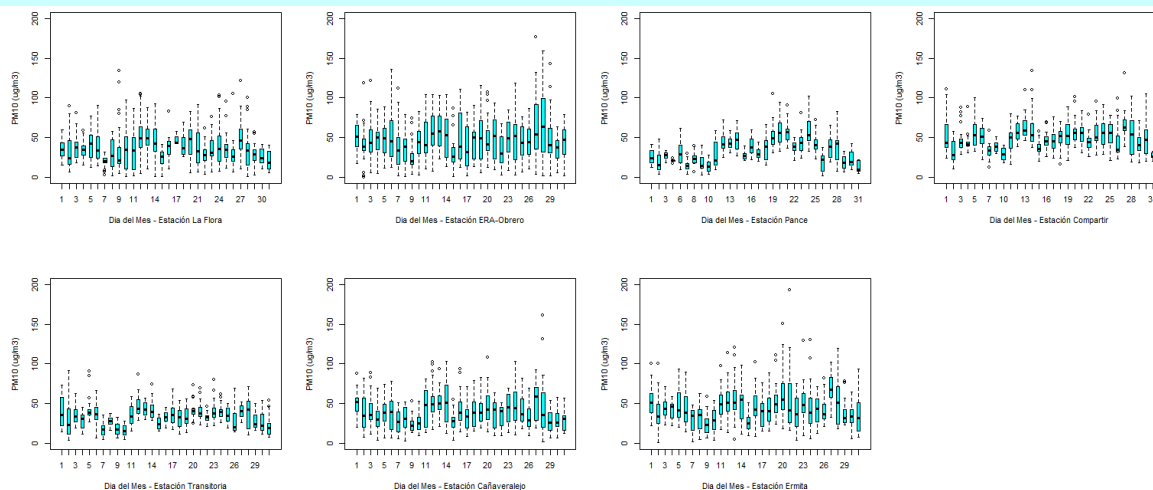 PM10 (ug/m3)
0 50 100 150 200
1 3 5 7 9 11 14 17 20 23 27 30
Dia del Mes - Estación La Flora
PM10 (ug/m3)
0 50 100 150 200
1 3 5 7 9 11 14 17 20 23 26 29
Dia del Mes - Estación ERA-Obrero
PM10 (ug/m3)
0 50 100 150 200
1 3 6 8 10 13 16 19 22 25 28 31
Dia del Mes - Estación Pance
PM10 (ug/m3)
0 50 100 150 200
1 3 5 7 10 13 16 19 22 25 28
Dia del Mes - Estación Compartir
PM10 (ug/m3)
0 50 100 150 200
1 3 5 7 9 11 14 17 20 23 26 29
Dia del Mes - Estación Transitoria
PM10 (ug/m3)
0 50 100 150 200
1 3 5 7 9 11 14 17 20 23 26 29
Dia del Mes - Estación Cañaveralejo
PM10 (ug/m3)
0 50 100 150 200
1 3 5 7 9 11 14 17 20 23 26 29
Dia del Mes - Estación Ermita